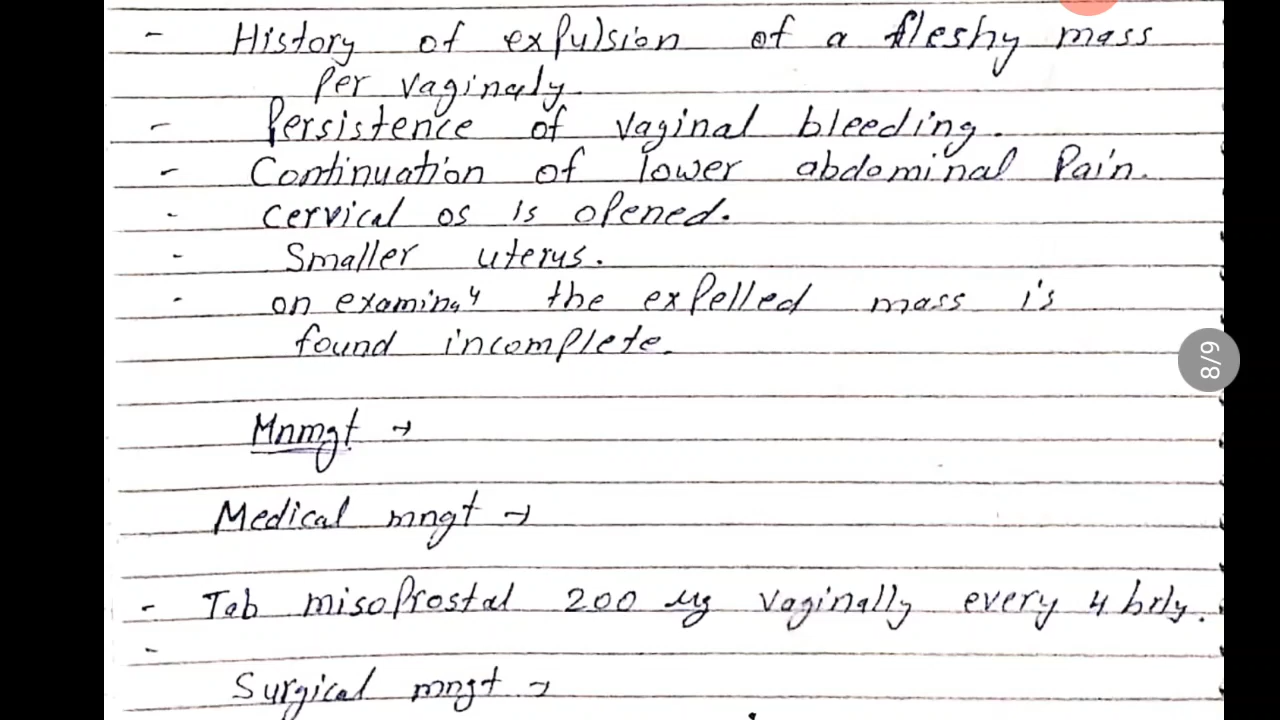 - History of expulsion of a fleshy mass
per vaginaly.
- Persistence of vaginal bleeding.
- Continuation of lower abdominal Pain.
- Cervical os is opened.
- Smaller uterus.
- on examinay the expelled mass is
found incomplete.
Mnmgt →
Medical mngt →
- Tab misoprostal 200 ug vaginally every 4 hrly.
-
Surgical mngt →
6/8